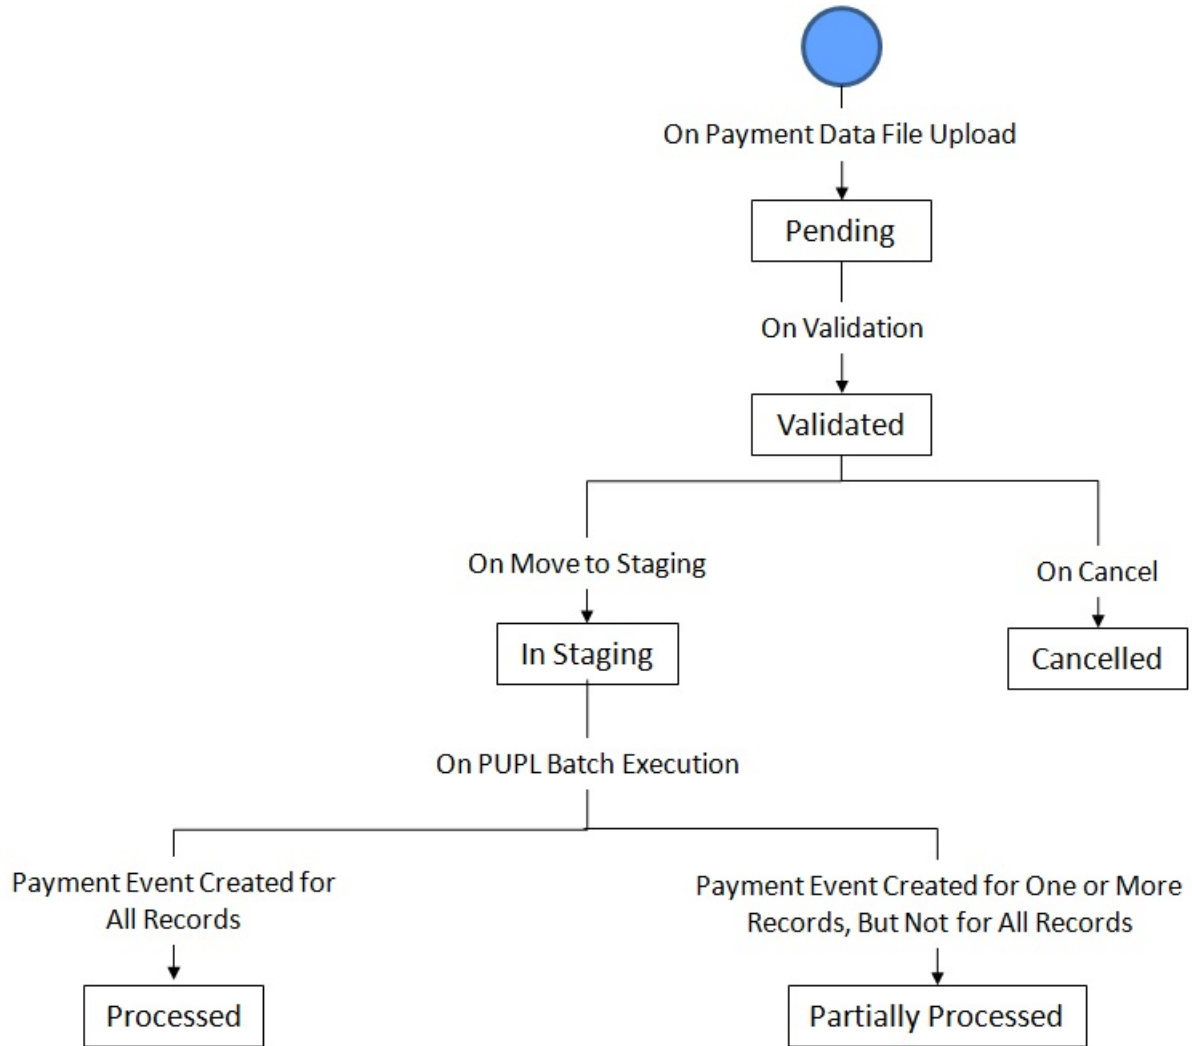 On Payment Data File Upload
Pending
On Validation
Validated
On Move to Staging
On Cancel
In Staging
Cancelled
On PUPL Batch Execution
Payment Event Created for
All Records
Payment Event Created for One or More
Records, But Not for All Records
Processed
Partially Processed